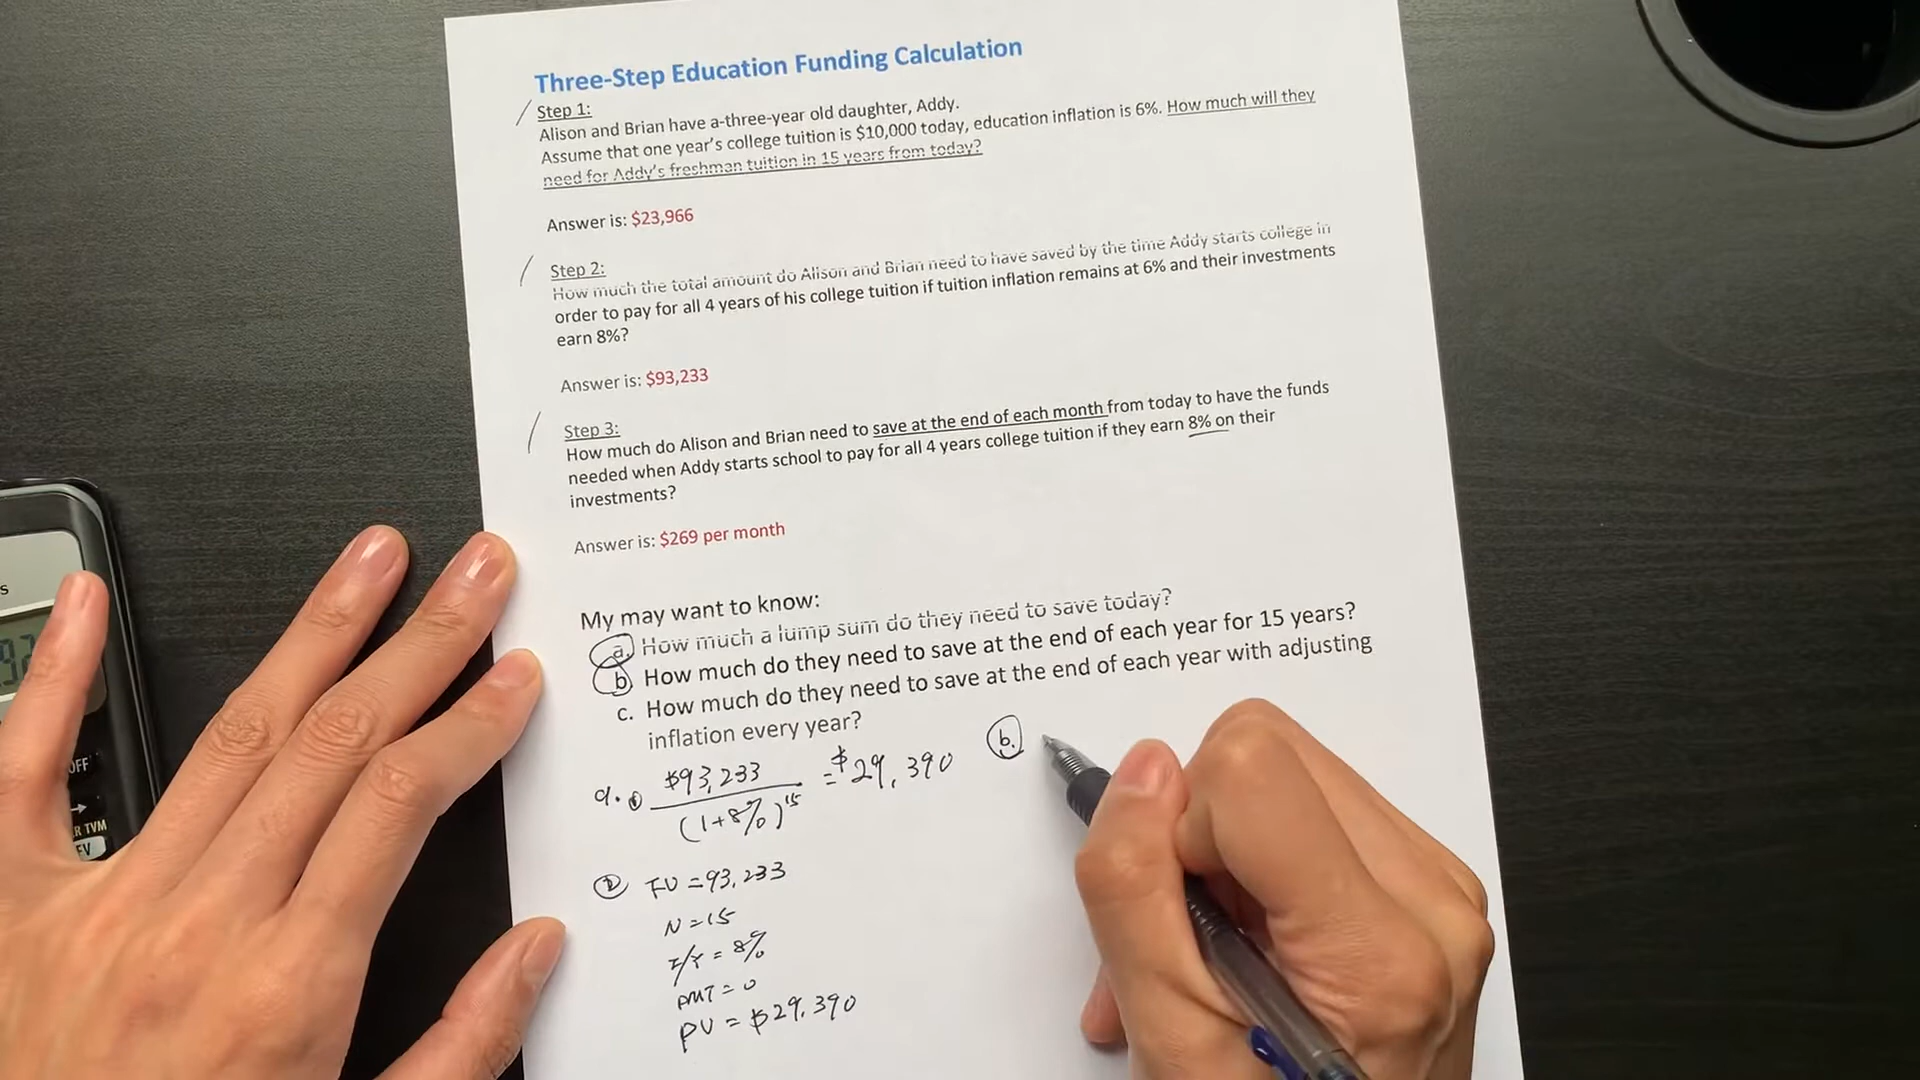 Three-Step Education Funding Calculation
Step 1:
Alison and Brian have a-three-year old daughter, Addy.
Assume that one year's college tuition is $10,000 today, education inflation is 6%. How much will they
need for Addy's freshman tuition in 15 years from today?
Answer is: $23,966
Step 2:
How much the total amount do Alison and Brian need to have saved by the time Addy starts college in
order to pay for all 4 years of his college tuition if tuition inflation remains at 6% and their investments
earn 8%?
Answer is: $93,233
Step 3:
How much do Alison and Brian need to save at the end of each month from today to have the funds
needed when Addy starts school to pay for all 4 years college tuition if they earn 8% on their
investments?
Answer is: $269 per month
My may want to know:
a. How much a lump sum do they need to save today?
b. How much do they need to save at the end of each year for 15 years?
c. How much do they need to save at the end of each year with adjusting
inflation every year?
a. ① $93,233 / (1+8%)^15 = $29,390
② FV = 93,233
N = 15
I/Y = 8%
PMT = 0
PV = $29,390
b.
OFF
R TVM
FV